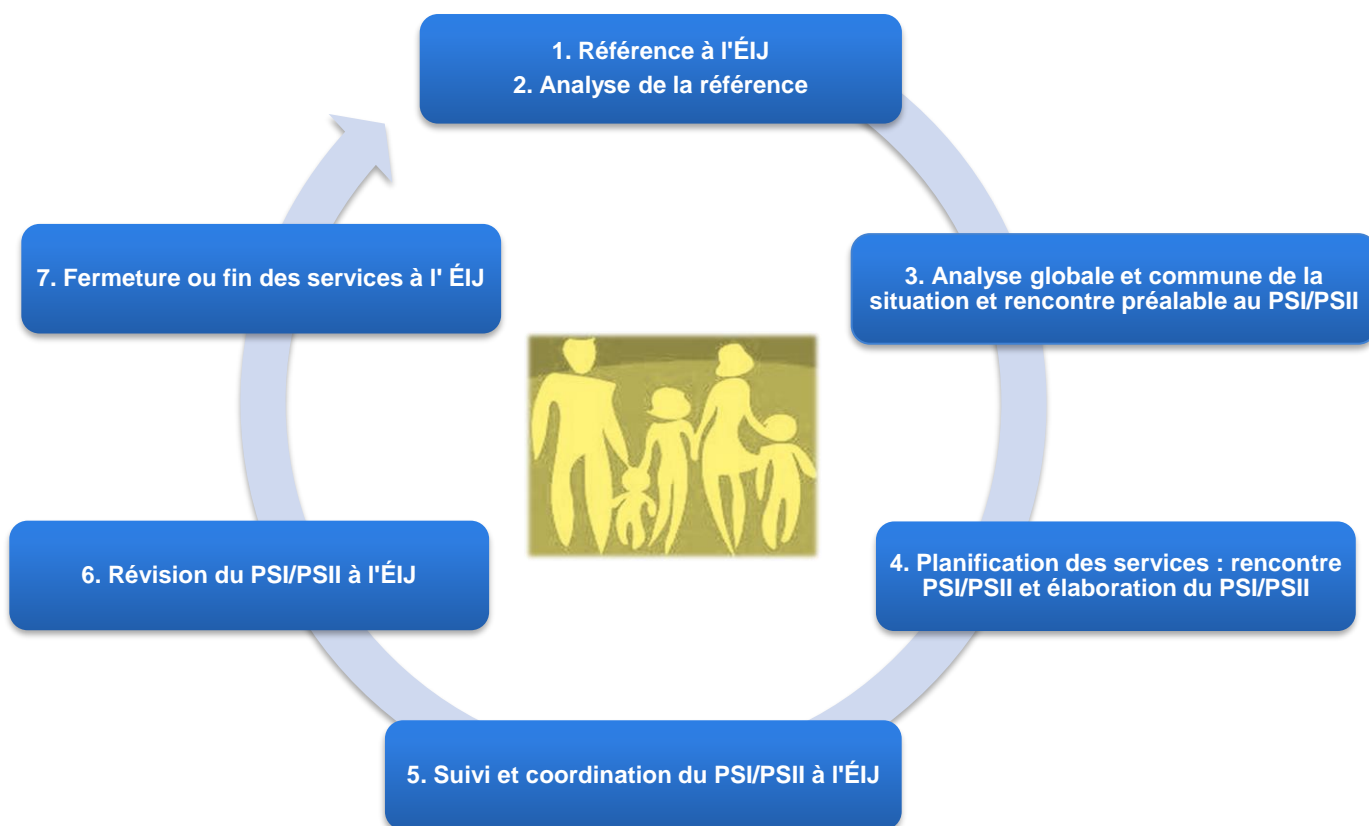 1. Référence à l'ÉIJ
2. Analyse de la référence
3. Analyse globale et commune de la
situation et rencontre préalable au PSI/PSII
4. Planification des services : rencontre
PSI/PSII et élaboration du PSI/PSII
5. Suivi et coordination du PSI/PSII à l'ÉIJ
6. Révision du PSI/PSII à l'ÉIJ
7. Fermeture ou fin des services à l' ÉIJ